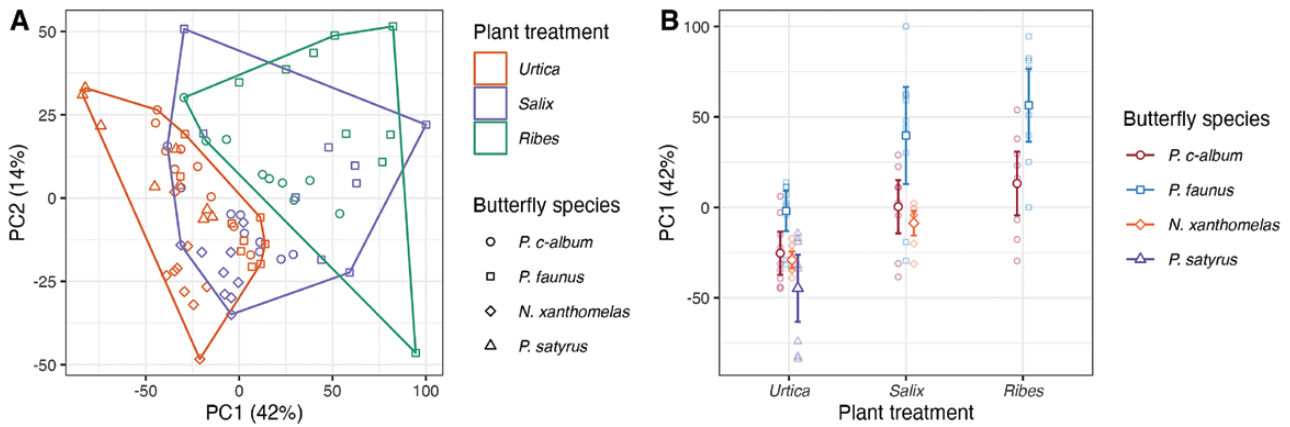 A
PC2 (14%)
50
25
0
-25
-50
-50
0
50
100
PC1 (42%)
Plant treatment
Urtica
Salix
Ribes
Butterfly species
P. c-album
P. faunus
N. xanthomelas
P. satyrus
B
PC1 (42%)
100
50
0
-50
Urtica
Salix
Ribes
Plant treatment
Butterfly species
P. c-album
P. faunus
N. xanthomelas
P. satyrus